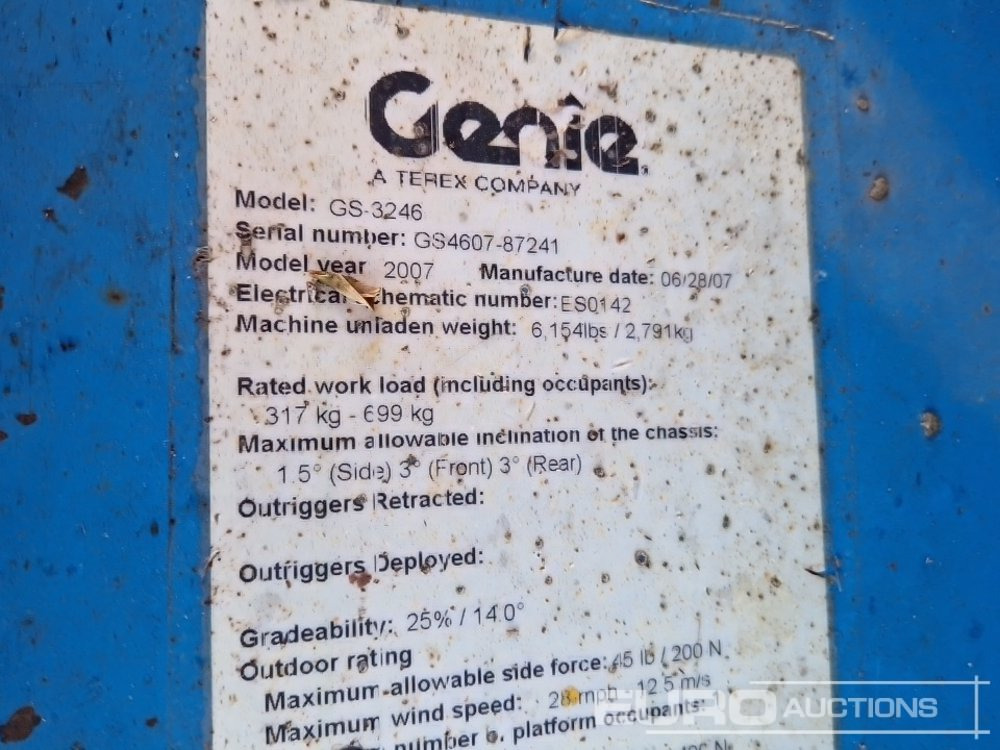 Genie
A TEREX COMPANY
Model: GS-3246
Serial number: GS4607-87241
Model year 2007 Manufacture date: 06/28/07
Electrical schematic number: ES0142
Machine unladen weight: 6,154lbs / 2,791kg
Rated work load (including occupants):
317 kg - 699 kg
Maximum allowable inclination of the chassis:
1.5° (Side) 3° (Front) 3° (Rear)
Outriggers Retracted:
Outriggers Deployed:
Gradeability: 25% / 14.0°
Outdoor rating
Maximum allowable side force: 45 lb / 200 N
Maximum wind speed: 28 mph - 12.5 m/s
number o. platform occupants:
EURO AUCTIONS